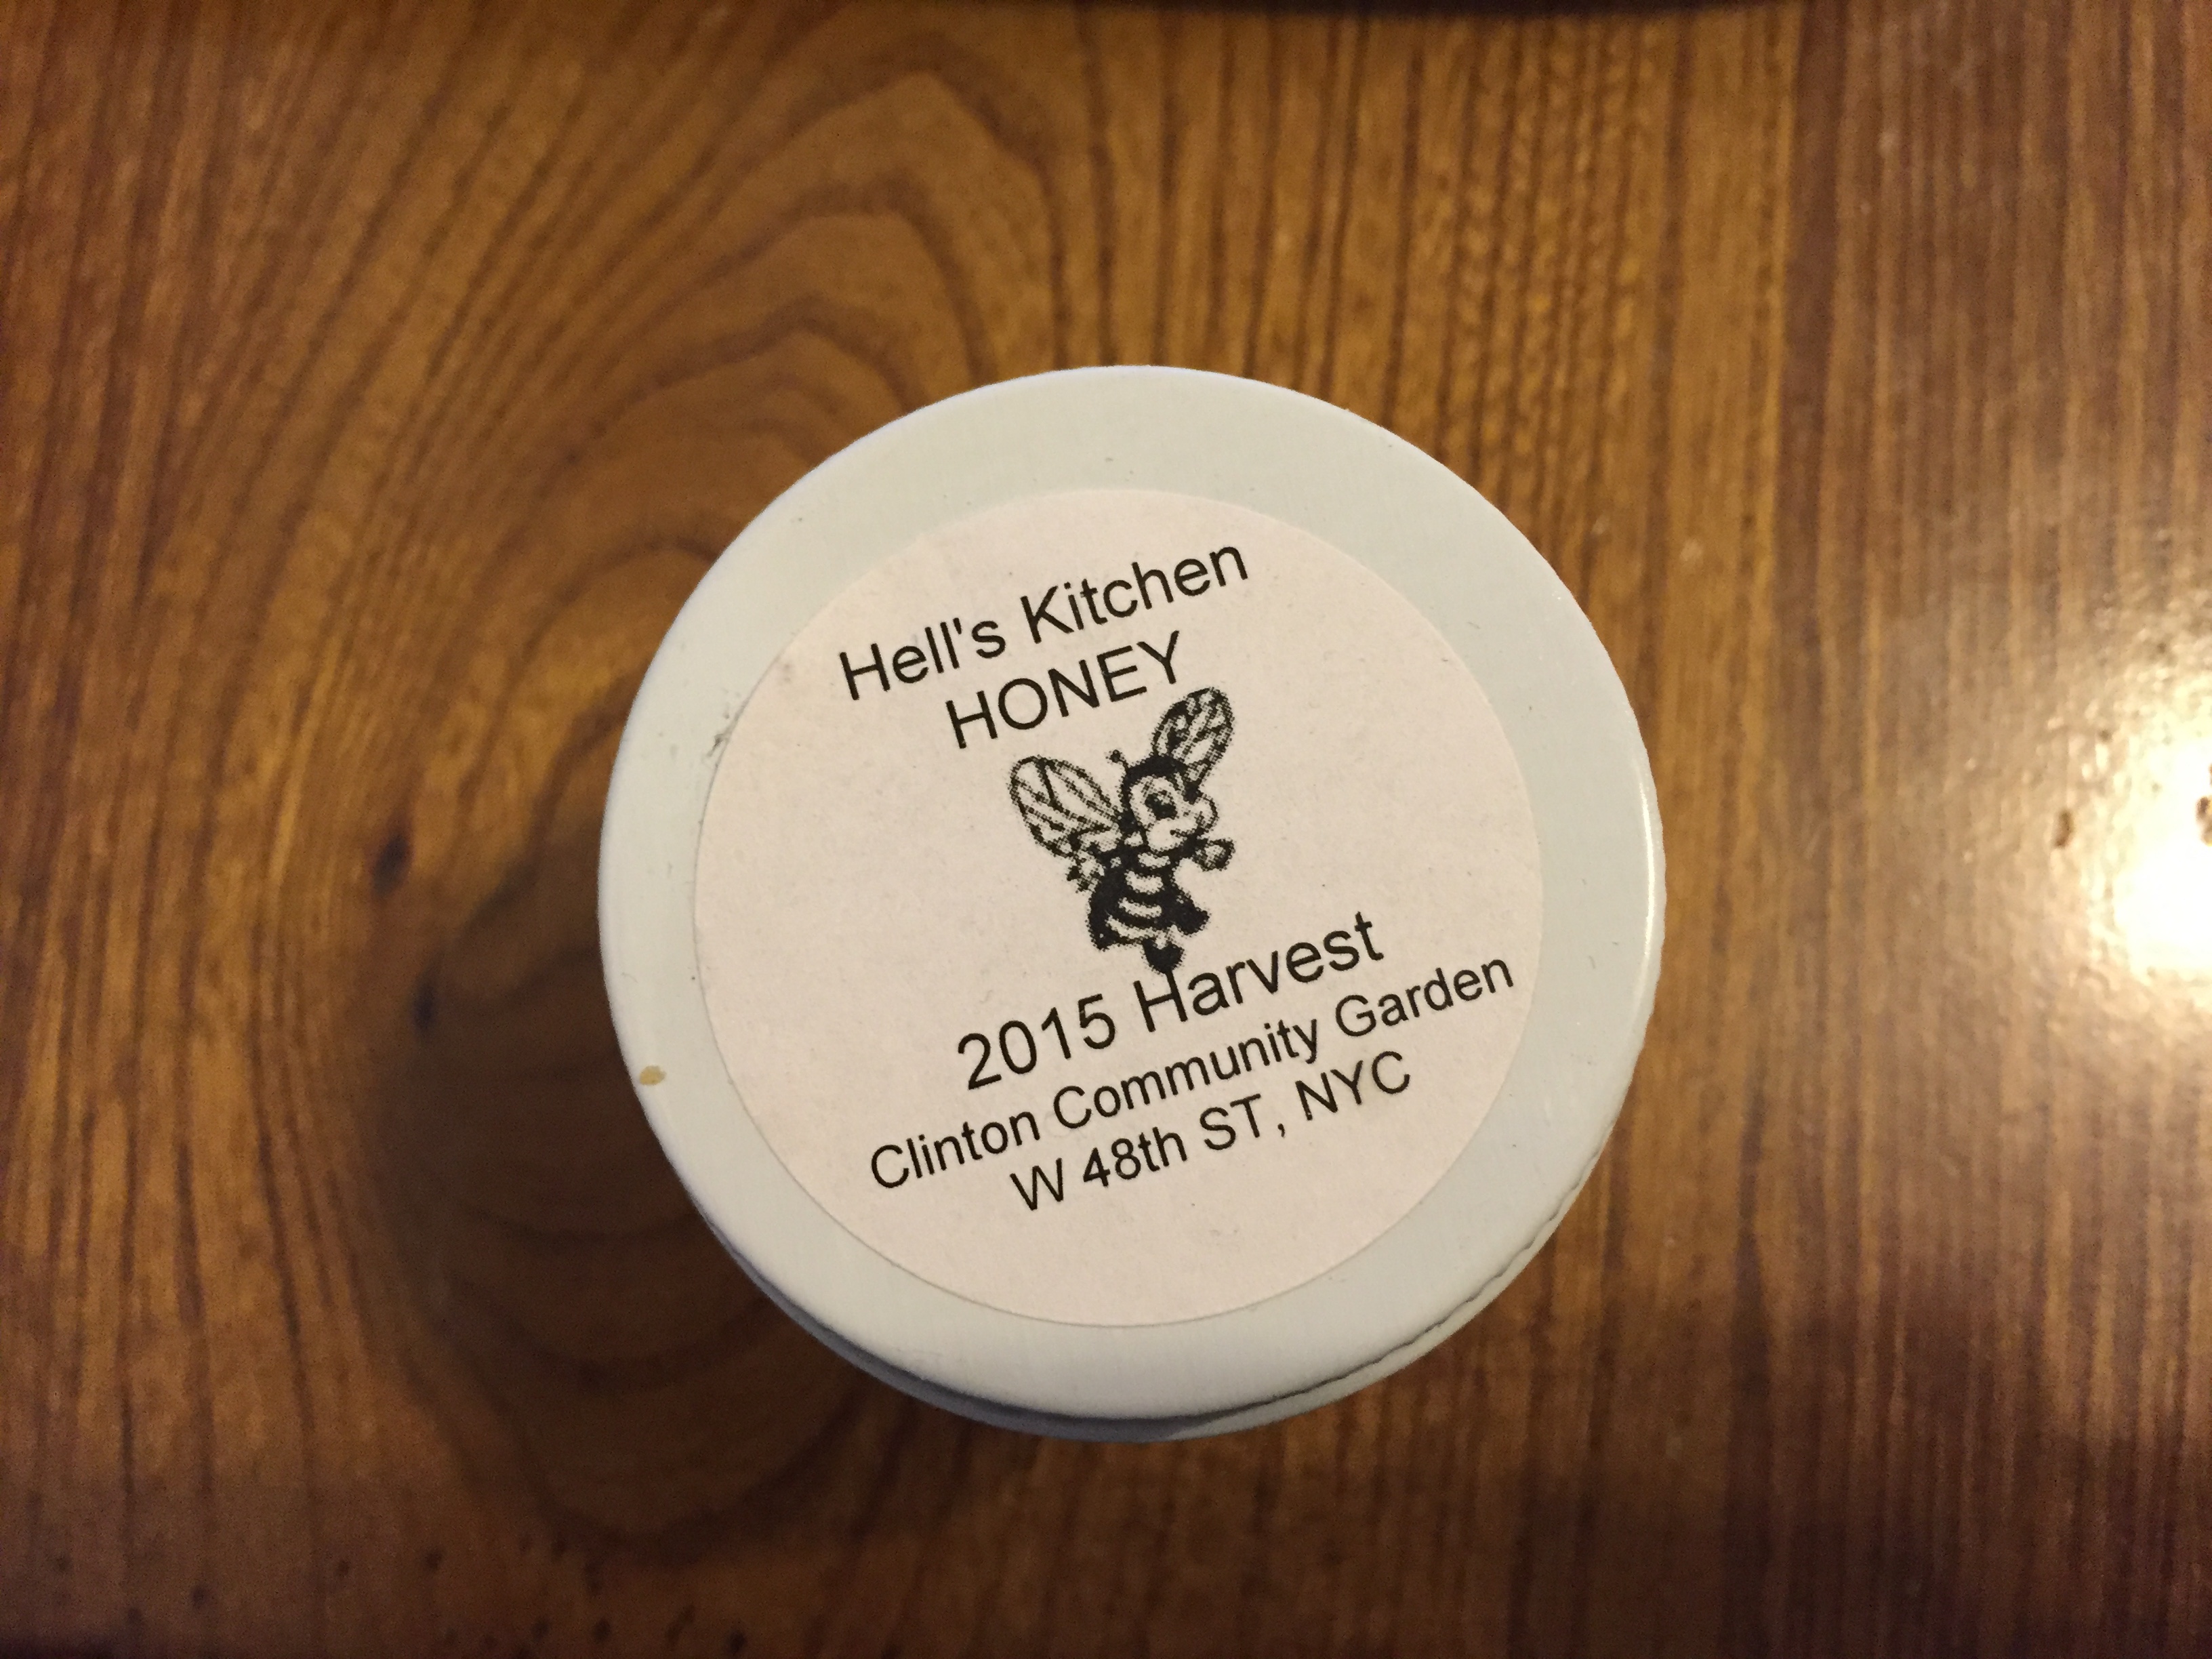 Hell's Kitchen
HONEY
2015 Harvest
Clinton Community Garden
W 48th ST, NYC